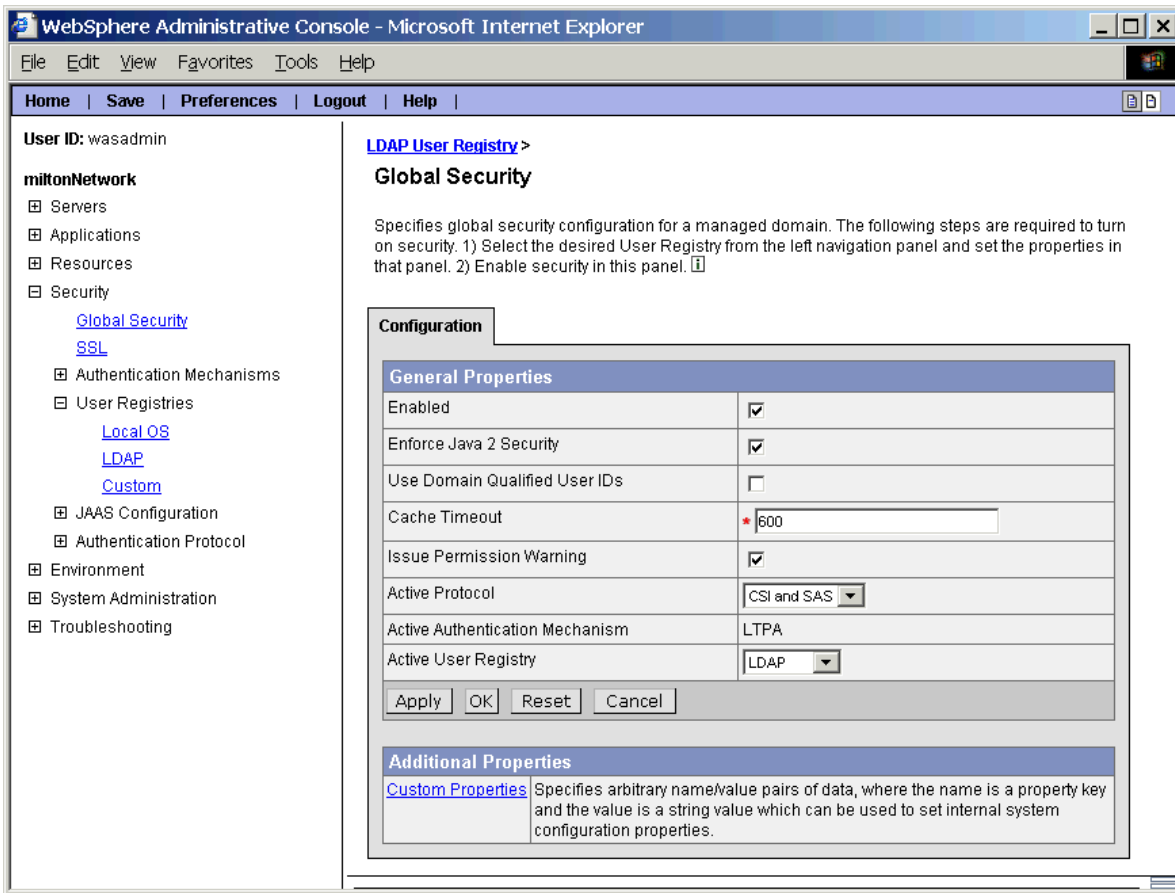 WebSphere Administrative Console - Microsoft Internet Explorer
File Edit View Favorites Tools Help
Home | Save | Preferences | Logout | Help |
User ID: wasadmin
miltonNetwork
Servers
Applications
Resources
Security
Global Security
SSL
Authentication Mechanisms
User Registries
Local OS
LDAP
Custom
JAAS Configuration
Authentication Protocol
Environment
System Administration
Troubleshooting
LDAP User Registry >
Global Security
Specifies global security configuration for a managed domain. The following steps are required to turn
on security. 1) Select the desired User Registry from the left navigation panel and set the properties in
that panel. 2) Enable security in this panel. i
Configuration
General Properties
Enabled
Enforce Java 2 Security
Use Domain Qualified User IDs
Cache Timeout * 600
Issue Permission Warning
Active Protocol CSI and SAS
Active Authentication Mechanism LTPA
Active User Registry LDAP
Apply OK Reset Cancel
Additional Properties
Custom Properties Specifies arbitrary name/value pairs of data, where the name is a property key
and the value is a string value which can be used to set internal system
configuration properties.